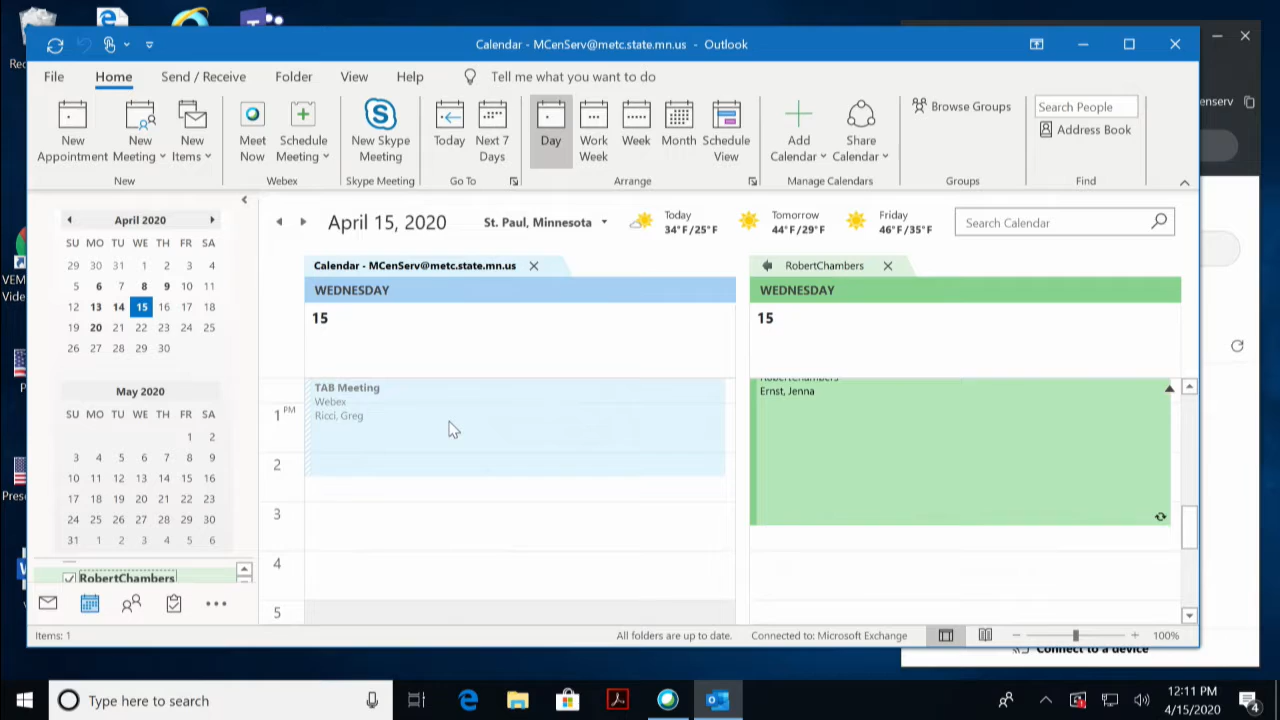 Calendar - MCenServ@metc.state.mn.us - Outlook
File Home Send / Receive Folder View Help Tell me what you want to do
New Appointment
New Meeting
New Items
Meet Now
Schedule Meeting
New Skype Meeting
Today
Next 7 Days
Day
Work Week
Week
Month
Schedule View
Add Calendar
Share Calendar
Browse Groups
Search People
Address Book
New Webex Skype Meeting Go To Arrange Manage Calendars Groups Find
enserv
April 2020
SU MO TU WE TH FR SA
29 30 31 1 2 3 4
5 6 7 8 9 10 11
12 13 14 15 16 17 18
19 20 21 22 23 24 25
26 27 28 29 30
May 2020
SU MO TU WE TH FR SA
1 2
3 4 5 6 7 8 9
10 11 12 13 14 15 16
17 18 19 20 21 22 23
24 25 26 27 28 29 30
31 1 2 3 4 5 6
RobertChambers
April 15, 2020
St. Paul, Minnesota
Today
34°F/25°F
Tomorrow
44°F/29°F
Friday
46°F/35°F
Search Calendar
Calendar - MCenServ@metc.state.mn.us
WEDNESDAY
15
TAB Meeting
Webex
Ricci, Greg
1 PM
2
3
4
5
RobertChambers
WEDNESDAY
15
RobertChambers
Ernst, Jenna
Items: 1
All folders are up to date.
Connected to: Microsoft Exchange
100%
Connect to a device
Type here to search
12:11 PM
4/15/2020
4